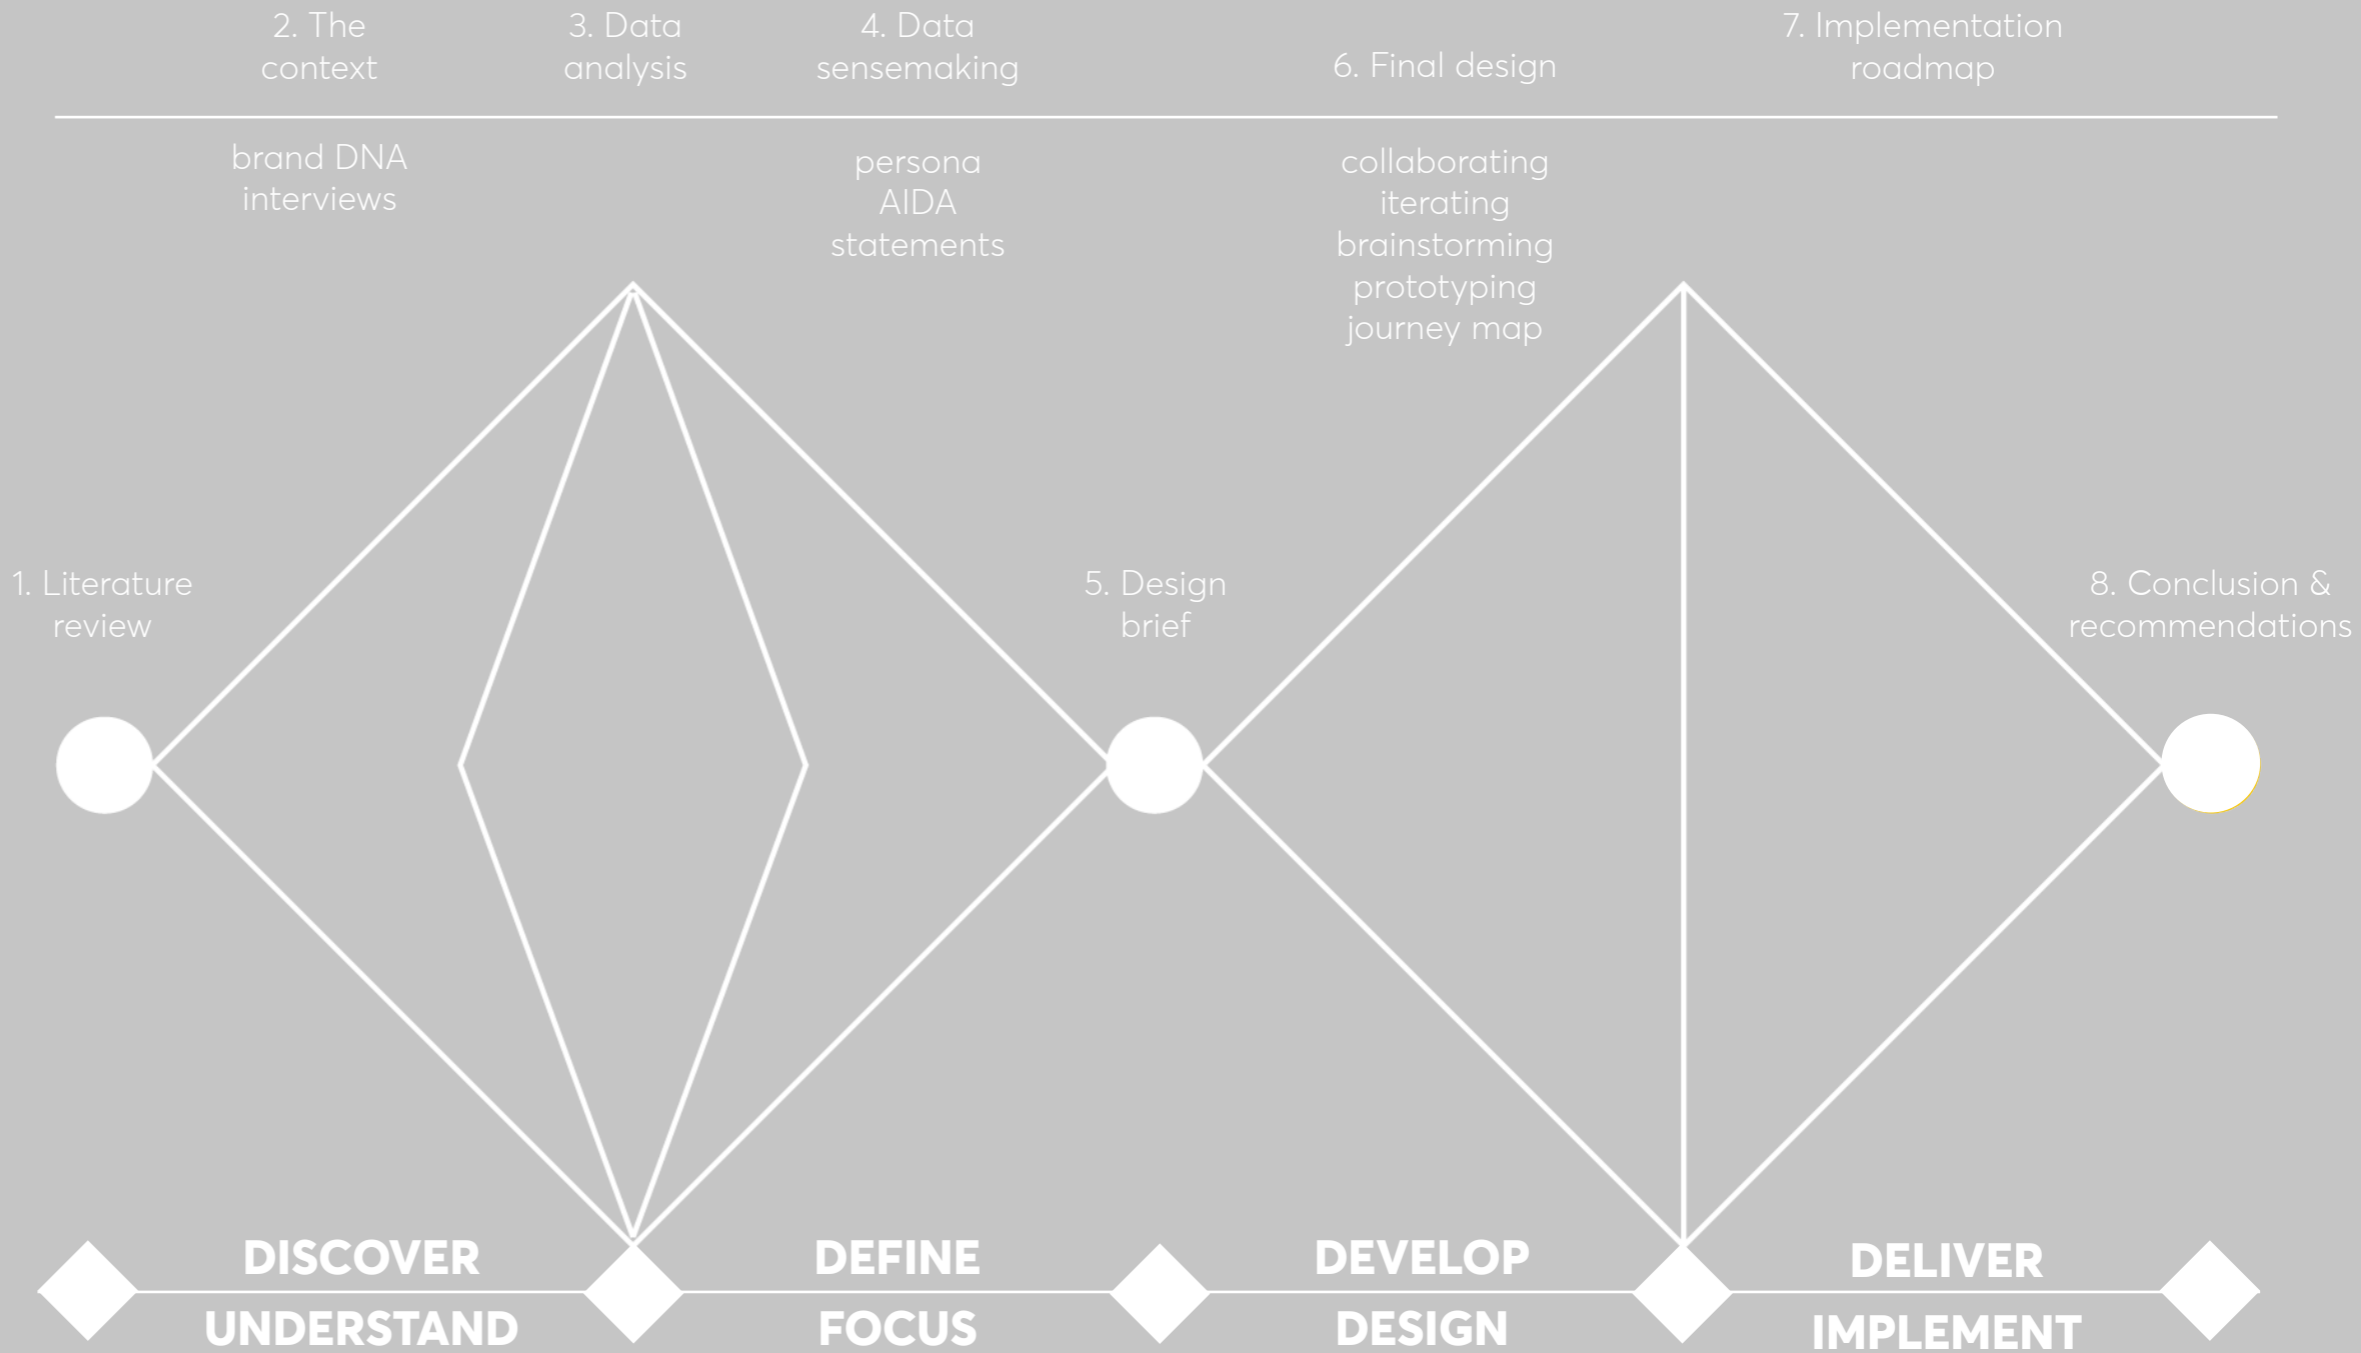 2. The
context
3. Data
analysis
4. Data
sensemaking
6. Final design
7. Implementation
roadmap
brand DNA
interviews
persona
AIDA
statements
collaborating
iterating
brainstorming
prototyping
journey map
1. Literature
review
5. Design
brief
8. Conclusion &
recommendations
DISCOVER
UNDERSTAND
DEFINE
FOCUS
DEVELOP
DESIGN
DELIVER
IMPLEMENT